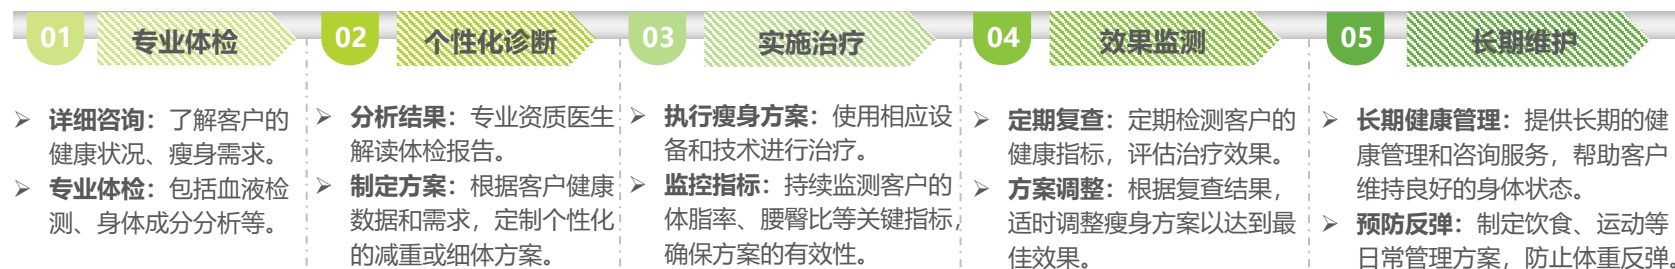 01 专业体检
详细咨询：了解客户的
健康状况、瘦身需求。
专业体检：包括血液检
测、身体成分分析等。
02 个性化诊断
分析结果：专业资质医生
解读体检报告。
制定方案：根据客户健康
数据和需求，定制个性化
的减重或细体方案。
03 实施治疗
执行瘦身方案：使用相应设
备和技术进行治疗。
监控指标：持续监测客户的
体脂率、腰臀比等关键指标，
确保方案的有效性。
04 效果监测
定期复查：定期检测客户的
健康指标，评估治疗效果。
方案调整：根据复查结果，
适时调整瘦身方案以达到最
佳效果。
05 长期维护
长期健康管理：提供长期的健
康管理和咨询服务，帮助客户
维持良好的身体状态。
预防反弹：制定饮食、运动等
日常管理方案，防止体重反弹。